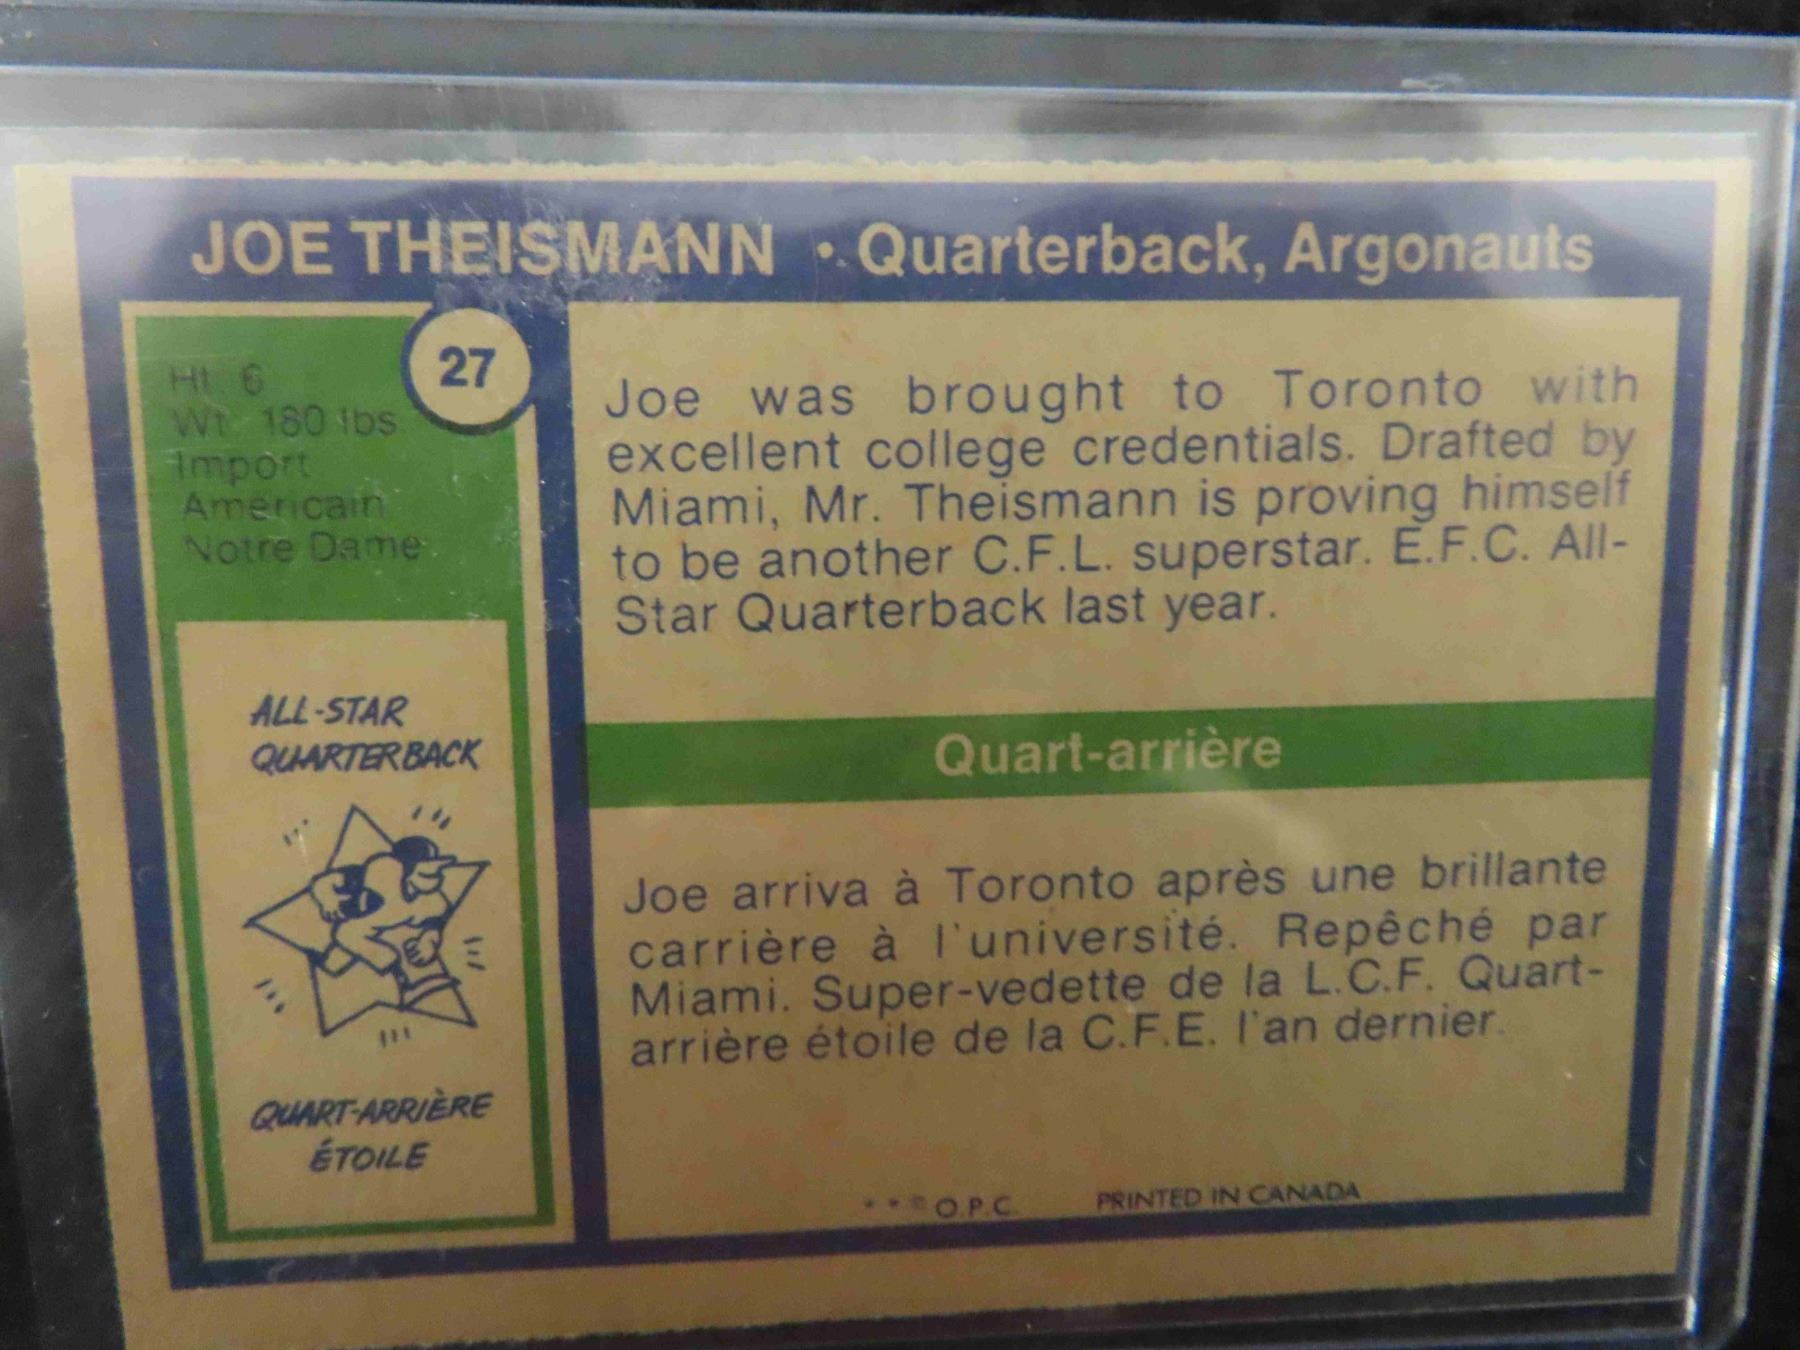 JOE THEISMANN • Quarterback, Argonauts
27
Ht. 6
Wt. 180 lbs
Import
Américain
Notre Dame
ALL-STAR
QUARTERBACK
QUART-ARRIÈRE
ÉTOILE
Joe was brought to Toronto with
excellent college credentials. Drafted by
Miami, Mr. Theismann is proving himself
to be another C.F.L. superstar. E.F.C. All-
Star Quarterback last year.
Quart-arrière
Joe arriva à Toronto après une brillante
carrière à l'université. Repêché par
Miami. Super-vedette de la L.C.F. Quart-
arrière étoile de la C.F.E. l'an dernier.
* * © O.P.C. PRINTED IN CANADA